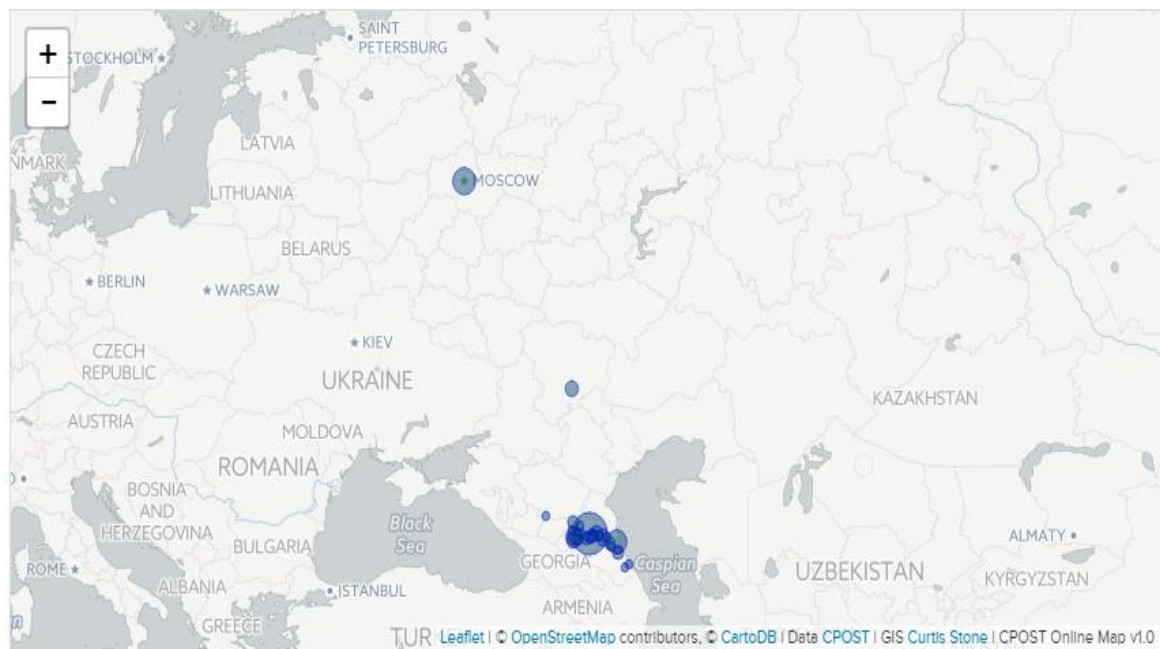 SAINT
PETERSBURG
+
STOCKHOLM
−
LATVIA
NMARK
MOSCOW
LITHUANIA
BELARUS
BERLIN
WARSAW
KIEV
CZECH
REPUBLIC
UKRAINE
KAZAKHSTAN
AUSTRIA
MOLDOVA
ROMANIA
BOSNIA
AND
HERZEGOVINA
Black
Sea
BULGARIA
ALMATY
GEORGIA
Caspian
Sea
ROME
UZBEKISTAN
KYRGYZSTAN
ALBANIA
ISTANBUL
ARMENIA
GREECE
TURK
Leaflet | © OpenStreetMap contributors, © CartoDB | Data CPOST | GIS Curtis Stone | CPOST Online Map v1.0